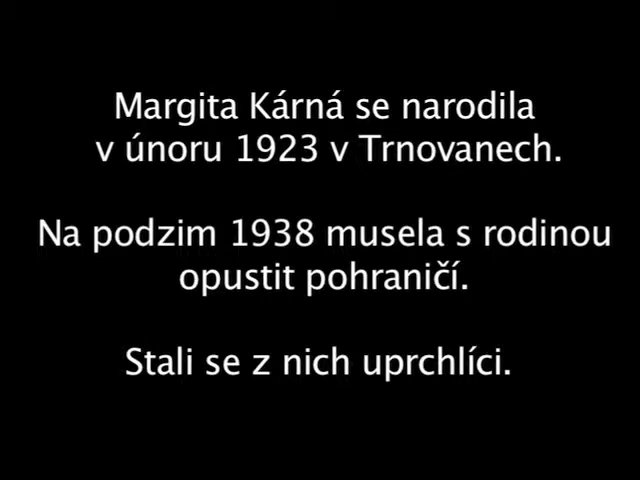 Margita Kárná se narodila
v únoru 1923 v Trnovanech.
Na podzim 1938 musela s rodinou
opustit pohraničí.
Stali se z nich uprchlíci.